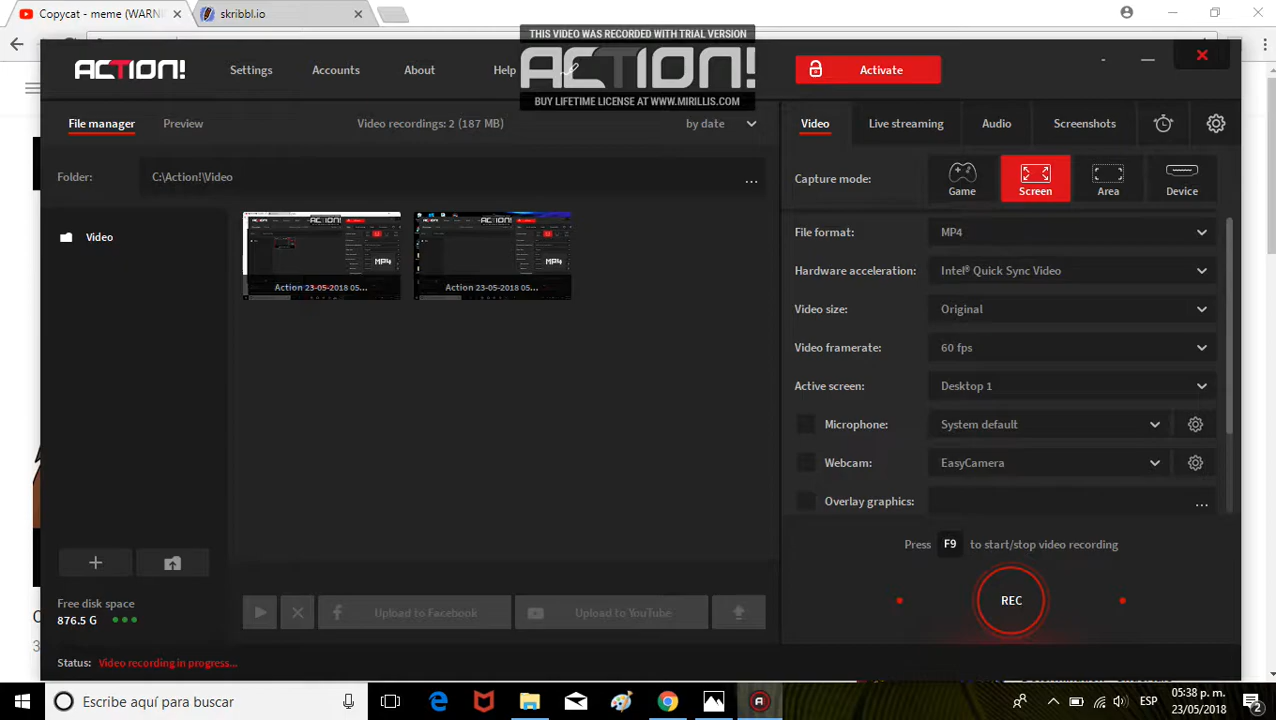 Copycat - meme (WARNI
skribbl.io
THIS VIDEO WAS RECORDED WITH TRIAL VERSION
ACTION!
BUY LIFETIME LICENSE AT WWW.MIRILLIS.COM
ACTION!
Settings
Accounts
About
Help
Activate
File manager
Preview
Video recordings: 2 (187 MB)
by date
Video
Live streaming
Audio
Screenshots
Folder:
C:\Action!\Video
...
Capture mode:
Game
Screen
Area
Device
Video
MP4
Action 23-05-2018 05...
MP4
Action 23-05-2018 05...
File format:
MP4
Hardware acceleration:
Intel® Quick Sync Video
Video size:
Original
Video framerate:
60 fps
Active screen:
Desktop 1
Microphone:
System default
Webcam:
EasyCamera
Overlay graphics:
...
Press F9 to start/stop video recording
REC
Free disk space
876.5 G
Upload to Facebook
Upload to YouTube
Status: Video recording in progress...
Escribe aquí para buscar
ESP
05:38 p. m.
23/05/2018
2